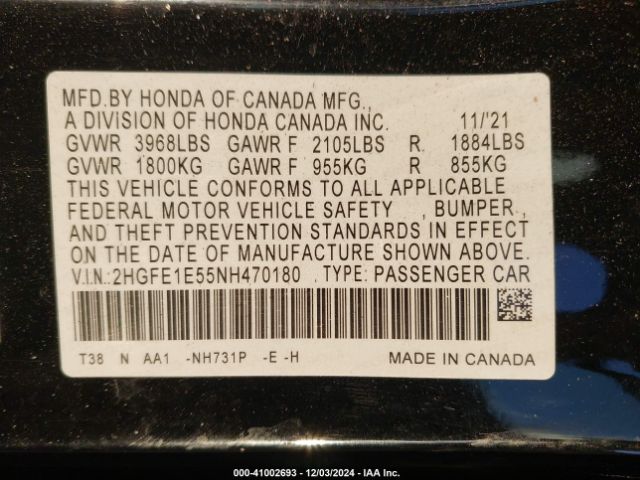 MFD.BY HONDA OF CANADA MFG.,
A DIVISION OF HONDA CANADA INC. 11/'21
GVWR 3968LBS GAWR F 2105LBS R. 1884LBS
GVWR 1800KG GAWR F 955KG R 855KG
THIS VEHICLE CONFORMS TO ALL APPLICABLE
FEDERAL MOTOR VEHICLE SAFETY , BUMPER ,
AND THEFT PREVENTION STANDARDS IN EFFECT
ON THE DATE OF MANUFACTURE SHOWN ABOVE.
V.I.N.:2HGFE1E55NH470180 TYPE: PASSENGER CAR
T38 N AA1 -NH731P -E -H MADE IN CANADA
000-41002693 - 12/03/2024 - IAA Inc.